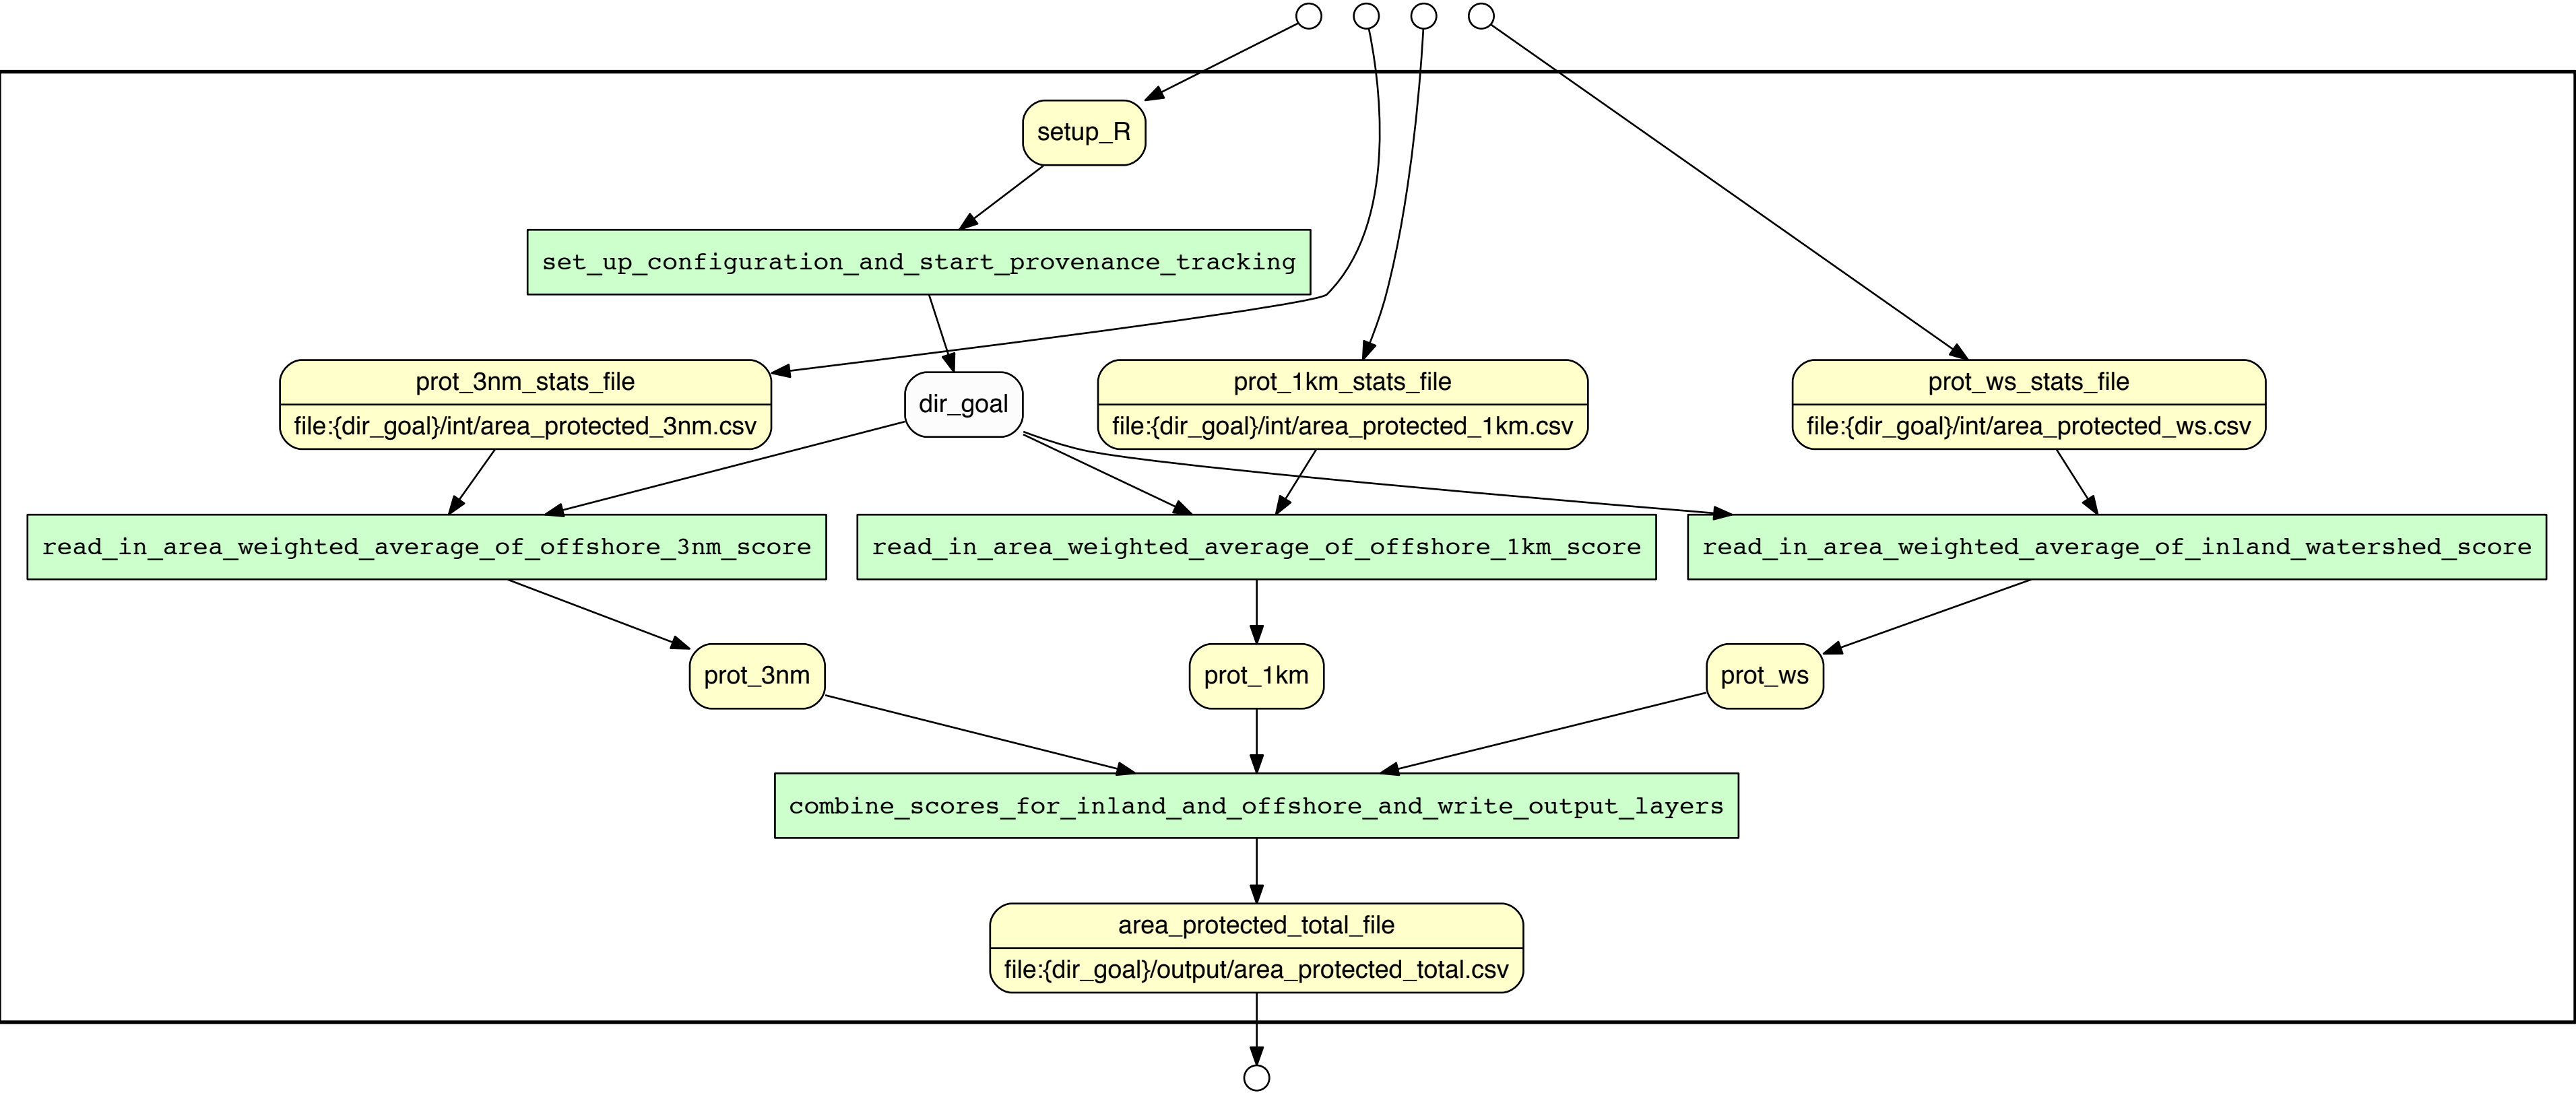 setup_R
set_up_configuration_and_start_provenance_tracking
prot_3nm_stats_file
file:{dir_goal}/int/area_protected_3nm.csv
dir_goal
prot_1km_stats_file
file:{dir_goal}/int/area_protected_1km.csv
prot_ws_stats_file
file:{dir_goal}/int/area_protected_ws.csv
read_in_area_weighted_average_of_offshore_3nm_score
read_in_area_weighted_average_of_offshore_1km_score
read_in_area_weighted_average_of_inland_watershed_score
prot_3nm
prot_1km
prot_ws
combine_scores_for_inland_and_offshore_and_write_output_layers
area_protected_total_file
file:{dir_goal}/output/area_protected_total.csv